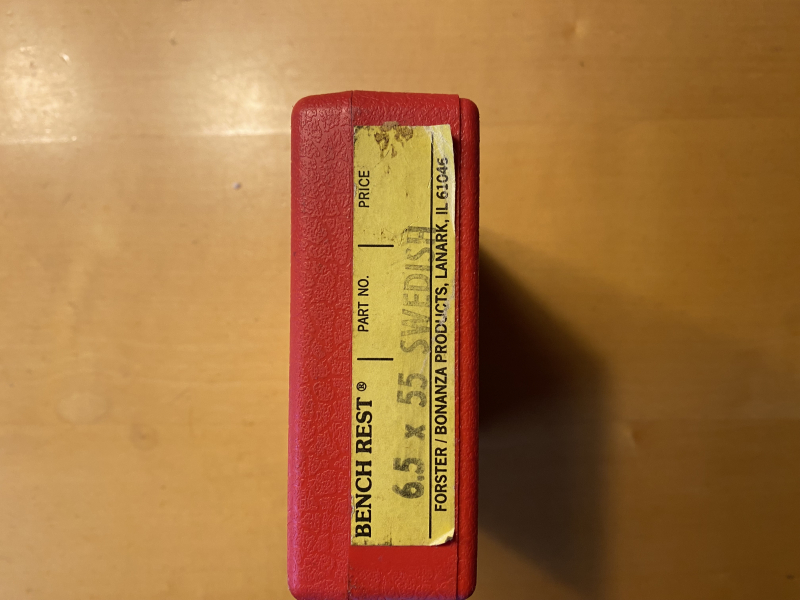 BENCH REST ® PART NO. PRICE
6.5 x 55 SWEDISH
FORSTER / BONANZA PRODUCTS, LANARK, IL 61046